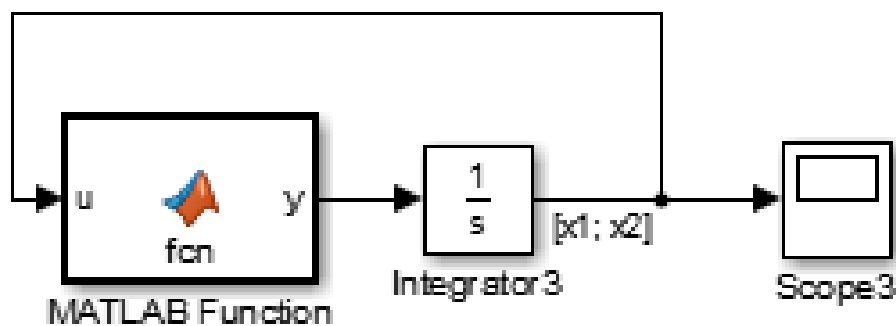 u
y
fcn
MATLAB Function
1
s
Integrator3
[x1; x2]
Scope3